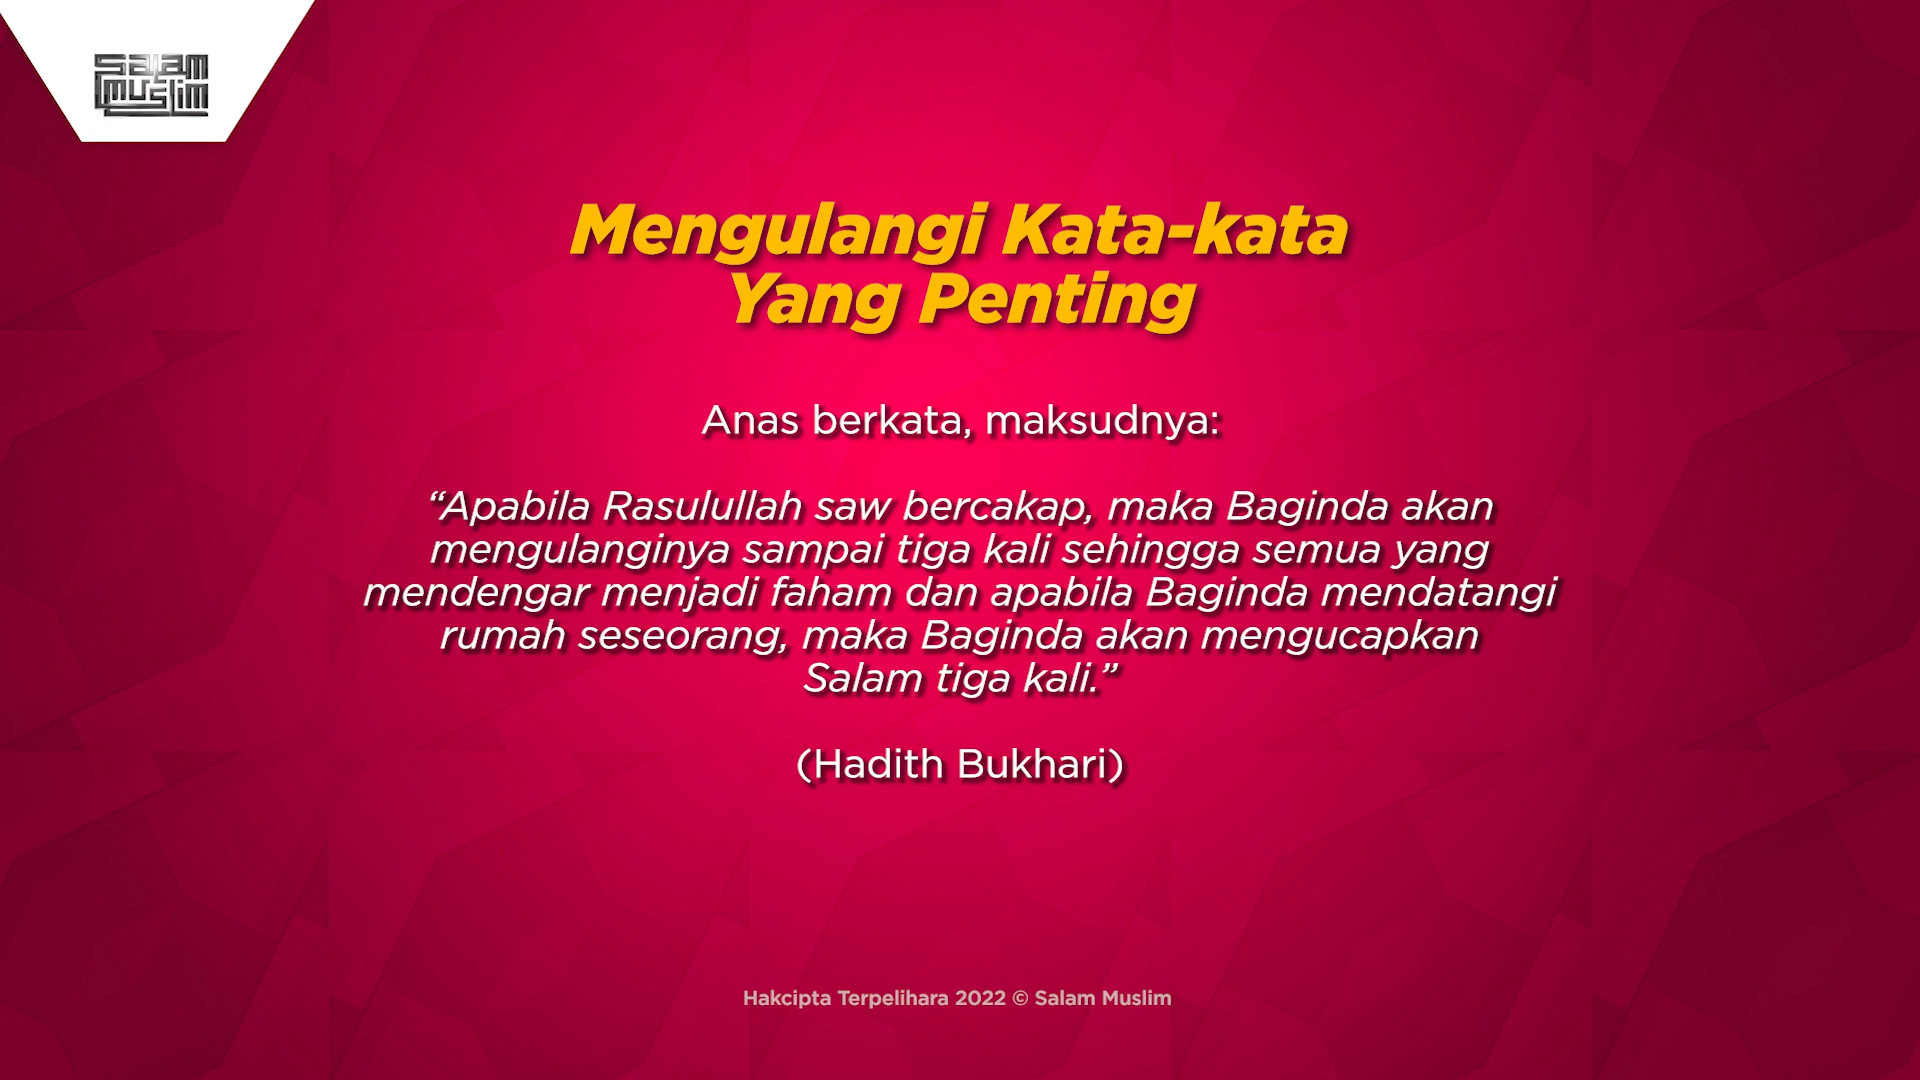 Salam
Muslim
Mengulangi Kata-kata
Yang Penting
Anas berkata, maksudnya:
“Apabila Rasulullah saw bercakap, maka Baginda akan
mengulanginya sampai tiga kali sehingga semua yang
mendengar menjadi faham dan apabila Baginda mendatangi
rumah seseorang, maka Baginda akan mengucapkan
Salam tiga kali.”
(Hadith Bukhari)
Hakcipta Terpelihara 2022 © Salam Muslim